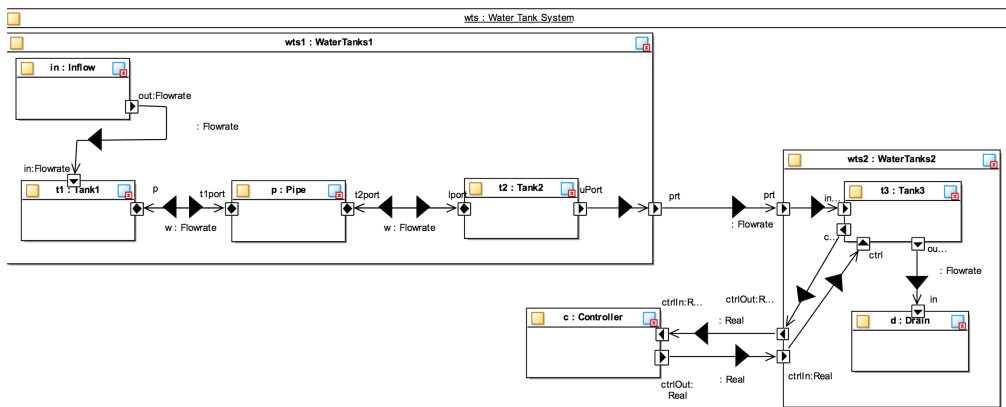 wts : Water Tank System
wts1 : WaterTanks1
in : Inflow
out:Flowrate
: Flowrate
in:Flowrate
t1 : Tank1
p
t1port
p : Pipe
t2port
lport
t2 : Tank2
uPort
prt
prt
w : Flowrate
w : Flowrate
: Flowrate
wts2 : WaterTanks2
t3 : Tank3
in...
c...
ctrl
ou...
: Flowrate
in
d : Drain
ctrlIn:R...
ctrlOut:R...
c : Controller
: Real
ctrlOut:
Real
: Real
ctrlIn:Real